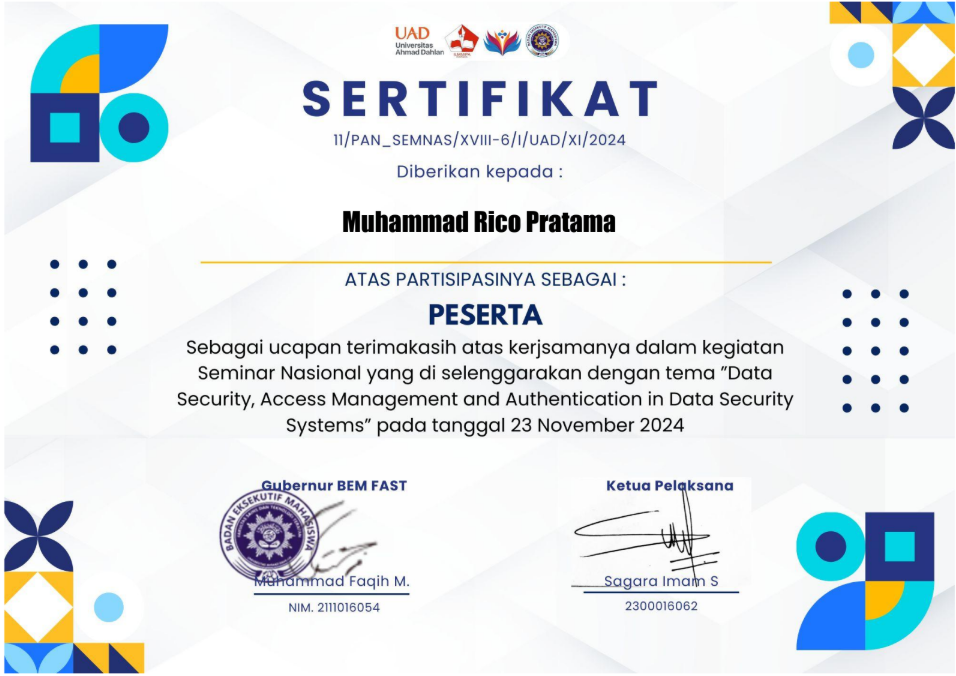 UAD
Universitas
Ahmad Dahlan
SERTIFIKAT
11/PAN_SEMNAS/XVIII-6/I/UAD/XI/2024
Diberikan kepada :
Muhammad Rico Pratama
ATAS PARTISIPASINYA SEBAGAI :
PESERTA
Sebagai ucapan terimakasih atas kerjsamanya dalam kegiatan
Seminar Nasional yang di selenggarakan dengan tema "Data
Security, Access Management and Authentication in Data Security
Systems" pada tanggal 23 November 2024
Gubernur BEM FAST
BADAN EKSEKUTIF MAHASISWA
Muhammad Faqih M.
NIM. 2111016054
Ketua Pelaksana
Sagara Imam S
2300016062